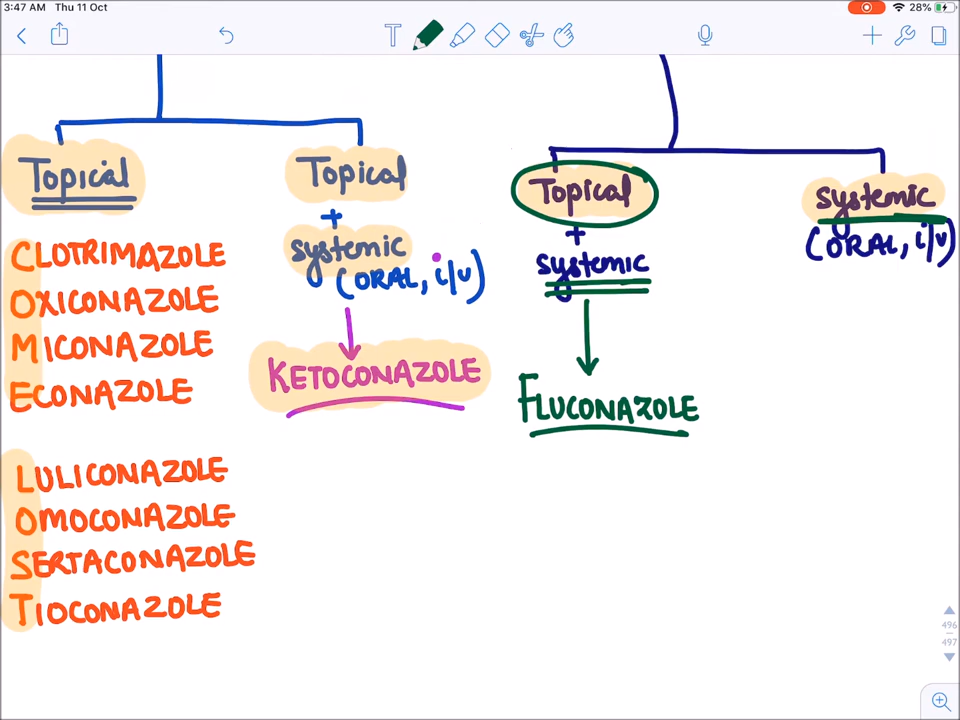 3:47 AM Thu 11 Oct
28%
T
Topical
CLOTRIMAZOLE
OXICONAZOLE
MICONAZOLE
ECONAZOLE
LULICONAZOLE
OMOCONAZOLE
SERTACONAZOLE
TIOCONAZOLE
Topical
+
systemic
(ORAL, i/v)
KETOCONAZOLE
Topical
+
systemic
FLUCONAZOLE
systemic
(ORAL, i/v)
496
497